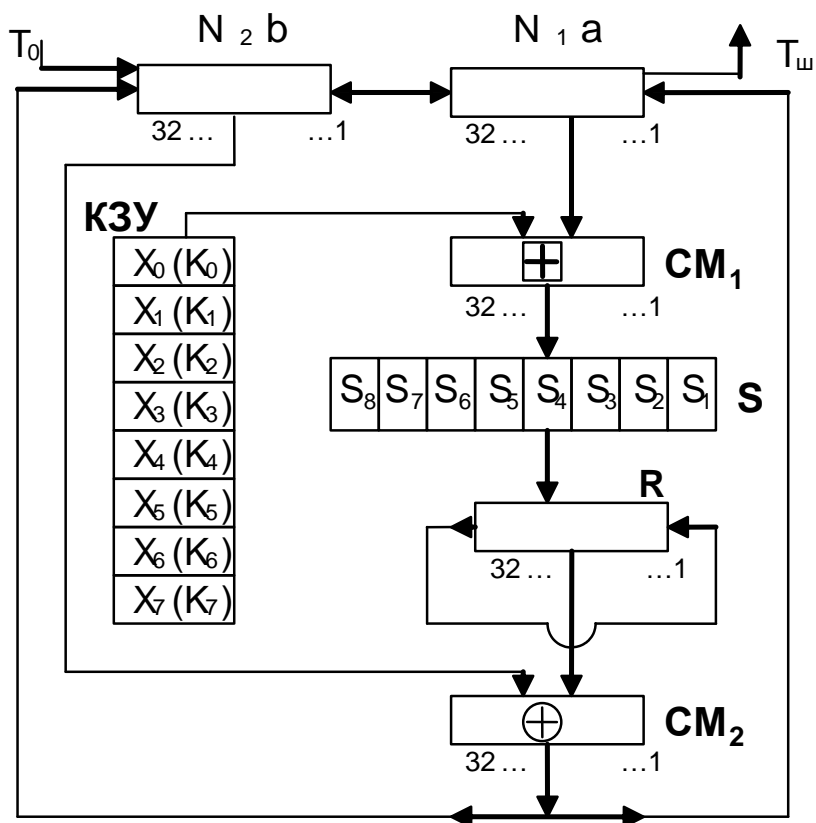 N 2 b N 1 a
T0 Tш
32 ... ...1 32 ... ...1
КЗУ
X0 (K0)
X1 (K1)
X2 (K2)
X3 (K3)
X4 (K4)
X5 (K5)
X6 (K6)
X7 (K7)
+ СМ1
32 ... ...1
S8 S7 S6 S5 S4 S3 S2 S1 S
R
32 ... ...1
+ СМ2
32 ... ...1